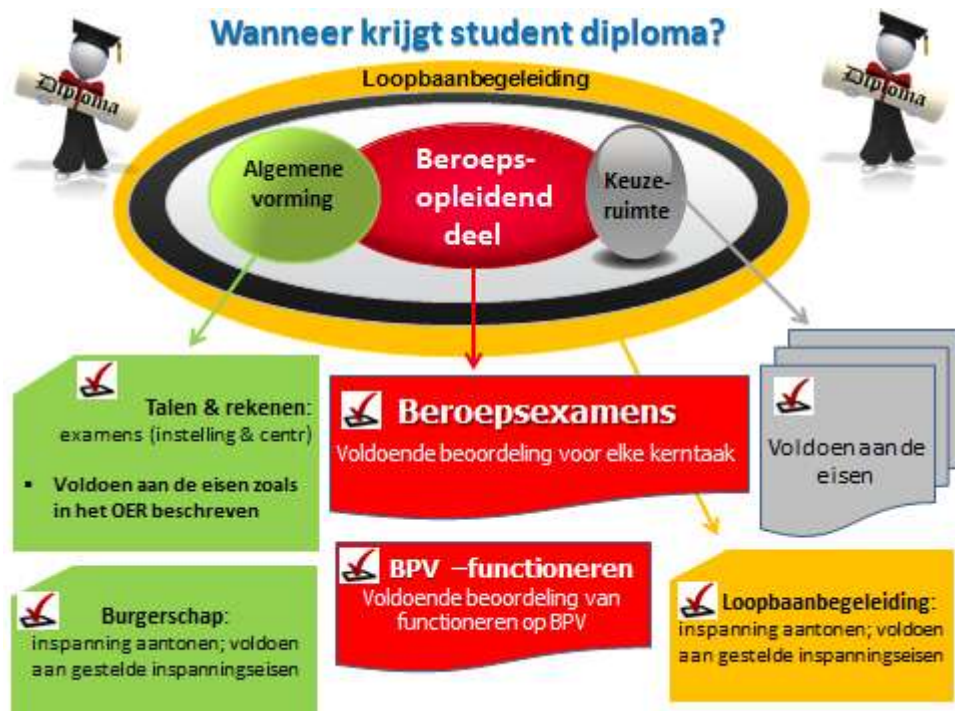 Wanneer krijgt student diploma?
Diploma
Diploma
Loopbaanbegeleiding
Algemene
vorming
Beroeps-
opleidend
deel
Keuze-
ruimte
Talen & rekenen:
examens (instelling & centr)
▪ Voldoen aan de eisen zoals
in het OER beschreven
Beroepsexamens
Voldoende beoordeling voor elke kerntaak
Voldoen aan de
eisen
BPV –functioneren
Voldoende beoordeling van
functioneren op BPV
Burgerschap:
inspanning aantonen; voldoen
aan gestelde inspanningseisen
Loopbaanbegeleiding:
inspanning aantonen; voldoen
aan gestelde inspanningseisen